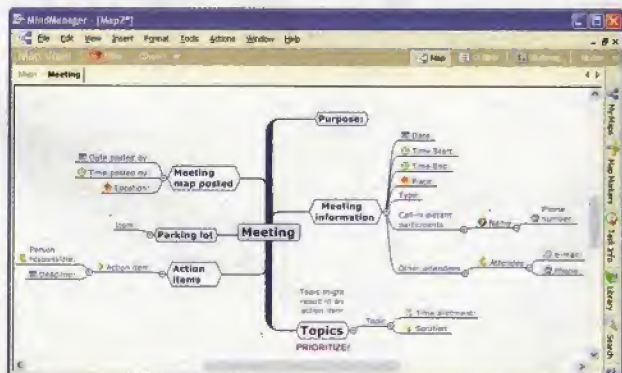 MindManager - [Map2*]
File Edit View Insert Format Tools Actions Window Help
Map
Meeting
Purpose:
Date posted by
Time posted by
Location:
Meeting
map posted
Date
Time Start
Time End
Place
Type
Meeting
information
Call-in distant
participants
Name
Phone
number
Other attendees
Attendee
e-mail
Phone
Item
Parking lot
Meeting
Person
responsible:
Deadline:
Action item
Action
items
Topic might
result in an
action item
Topics
PRIORITIZE!
Topic
Time allotment:
Solution
My Maps
Map Markers
Task Info
Library
Search